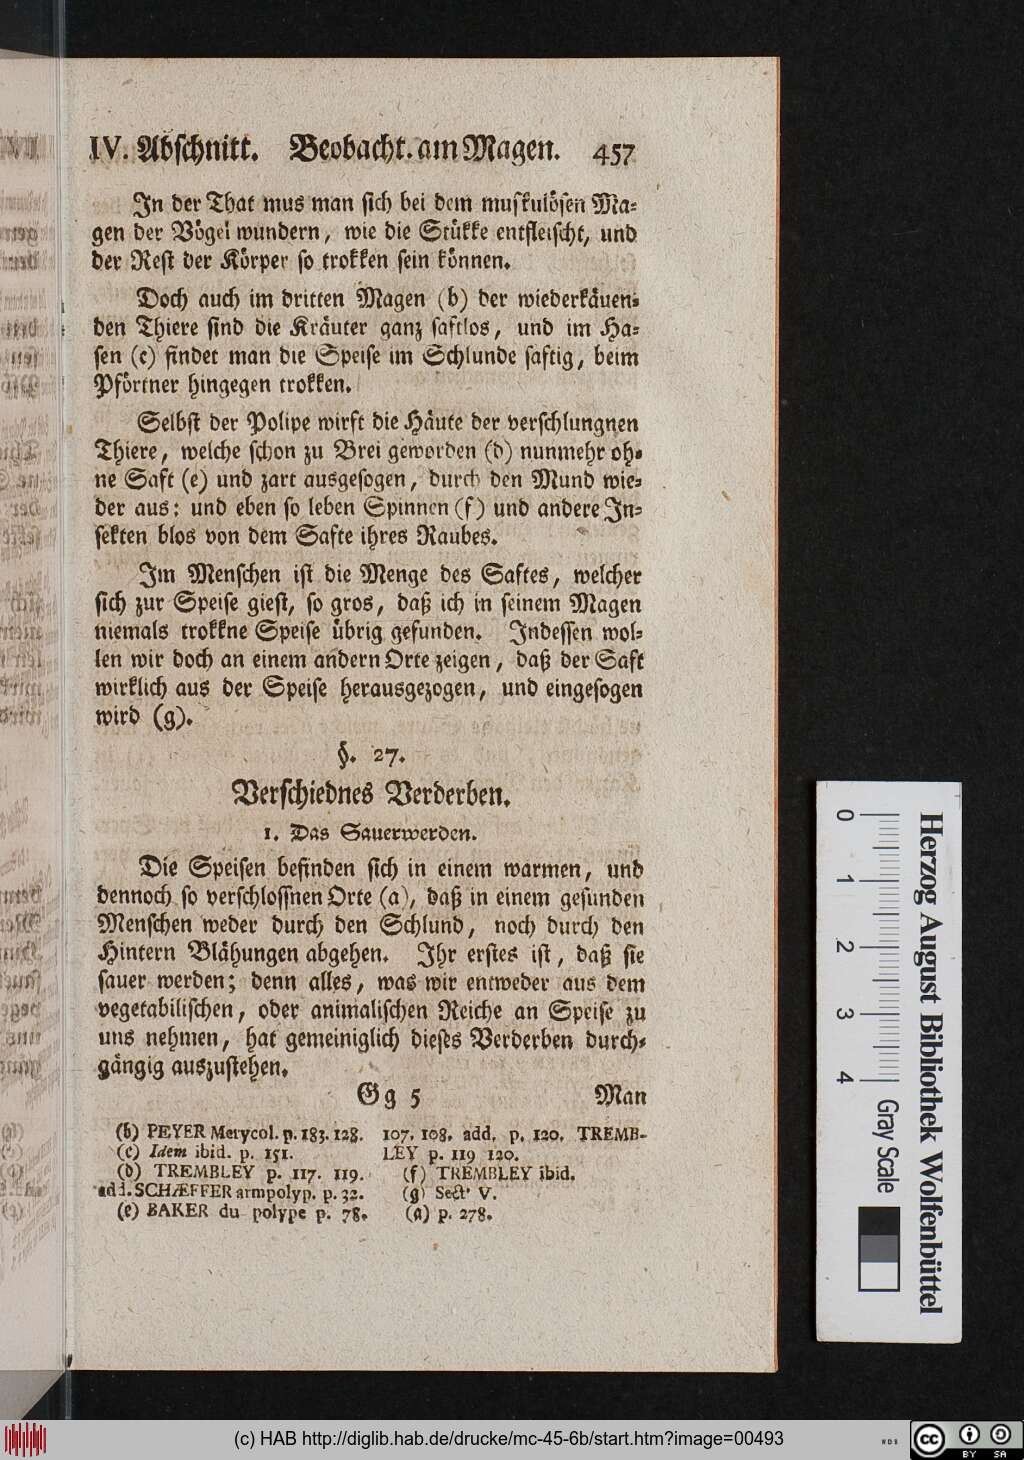 IV. Abschnitt. Beobacht. am Magen. 457
In der That mus man sich bei dem muskulösen Ma-
gen der Vögel wundern, wie die Stükke entfleischt, und
der Rest der Körper so trokken sein können.
Doch auch im dritten Magen (b) der wiederkäuen-
den Thiere sind die Kräuter ganz saftlos, und im Ha-
sen (c) findet man die Speise im Schlunde saftig, beim
Pförtner hingegen trokken.
Selbst der Polipe wirft die Häute der verschlungnen
Thiere, welche schon zu Brei geworden (d) nunmehr oh-
ne Saft (e) und zart ausgesogen, durch den Mund wie-
der aus: und eben so leben Spinnen (f) und andere In-
sekten blos von dem Safte ihres Raubes.
Im Menschen ist die Menge des Saftes, welcher
sich zur Speise giest, so gros, daß ich in seinem Magen
niemals trokkne Speise übrig gefunden. Indessen wol-
len wir doch an einem andern Orte zeigen, daß der Saft
wirklich aus der Speise herausgezogen, und eingesogen
wird (g).
§. 27.
Verschiednes Verderben.
1. Das Sauerwerden.
Die Speisen befinden sich in einem warmen, und
dennoch so verschlossnen Orte (a), daß in einem gesunden
Menschen weder durch den Schlund, noch durch den
Hintern Blähungen abgehen. Ihr erstes ist, daß sie
sauer werden; denn alles, was wir entweder aus dem
vegetabilischen, oder animalischen Reiche an Speise zu
uns nehmen, hat gemeiniglich dieses Verderben durch-
gängig auszustehen.
Gg 5 Man
(b) PEYER Merycol. p. 183. 128.
(c) Idem ibid. p. 151.
(d) TREMBLEY p. 117. 119.
add. SCHÆFFER armpolyp. p. 32.
(e) BAKER du polype p. 78.
107. 108. add. p. 120. TREMB-
LEY p. 119 120.
(f) TREMBLEY ibid.
(g) Sect' V.
(a) p. 278.
0 1 2 3 4 Gray Scale
Herzog August Bibliothek Wolfenbüttel
(c) HAB http://diglib.hab.de/drucke/mc-45-6b/start.htm?image=00493
WDB
cc BY SA